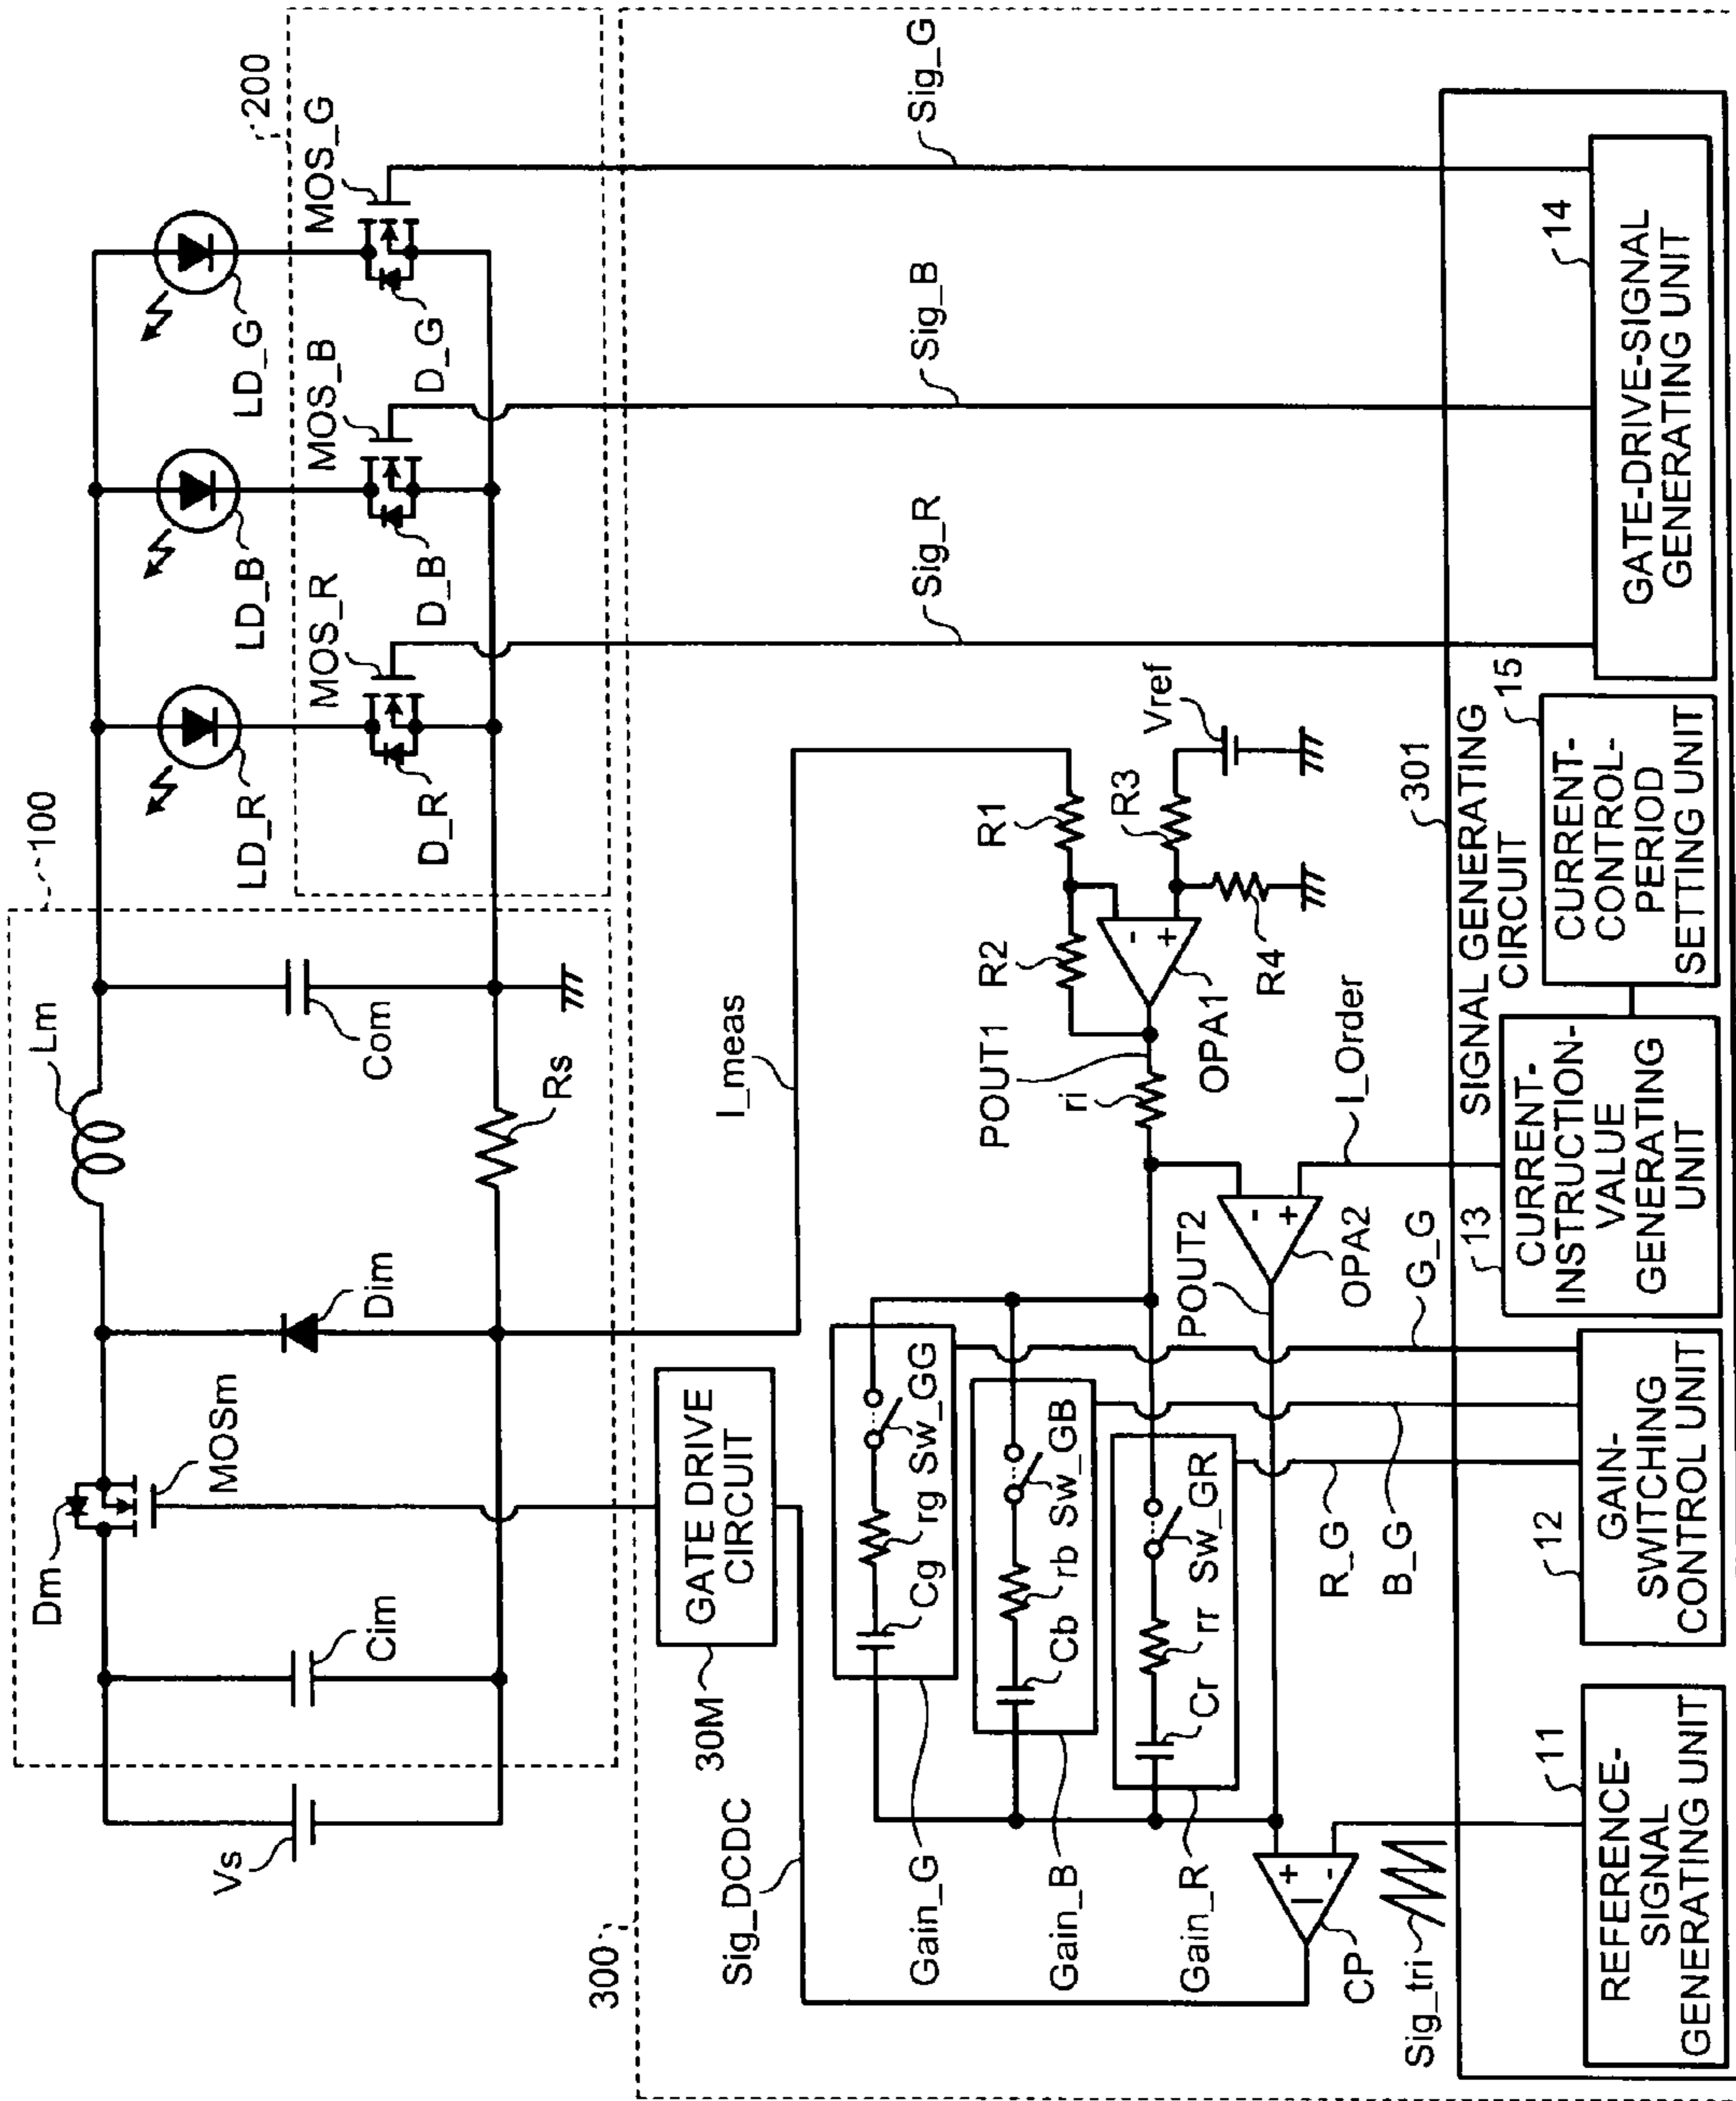 100
200
Lm
Dm
MOSm
Vs
Cim
Dim
Com
Rs
LD_R
LD_B
LD_G
MOS_R
MOS_B
MOS_G
D_R
D_B
D_G
300
30M
GATE DRIVE
CIRCUIT
Sig_DCDC
I_meas
Sig_R
Sig_B
Sig_G
Gain_G
Cg
rg
Sw_GG
Gain_B
Cb
rb
Sw_GB
Gain_R
Cr
rr
Sw_GR
POUT1
ri
R2
R1
R3
R4
Vref
-
+
OPA1
POUT2
-
+
OPA2
I_Order
+
-
CP
Sig_tri
R_G
B_G
G_G
301
SIGNAL GENERATING
CIRCUIT
11
REFERENCE-
SIGNAL
GENERATING UNIT
12
GAIN-
SWITCHING
CONTROL UNIT
13
CURRENT-
INSTRUCTION-
VALUE
GENERATING
UNIT
15
CURRENT-
CONTROL-
PERIOD
SETTING UNIT
14
GATE-DRIVE-SIGNAL
GENERATING UNIT